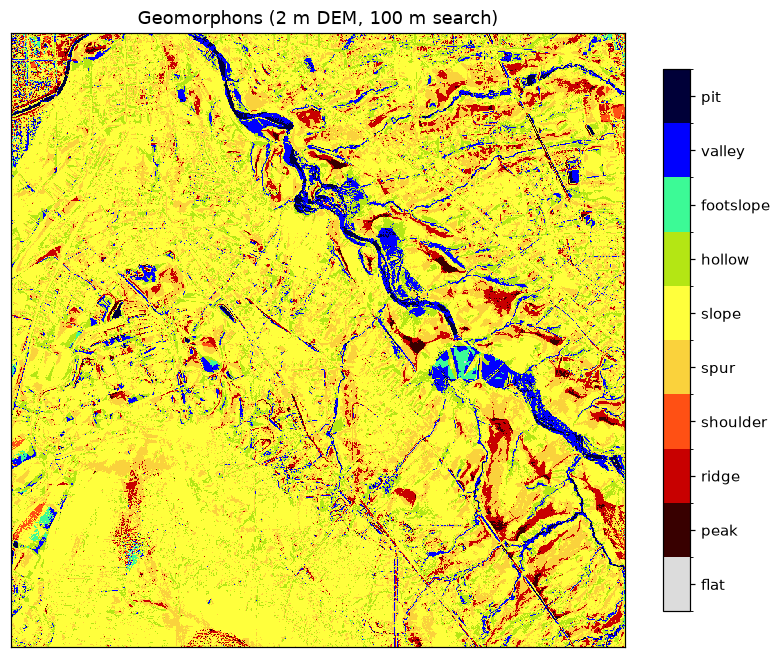 Geomorphons (2 m DEM, 100 m search)
pit
valley
footslope
hollow
slope
spur
shoulder
ridge
peak
flat